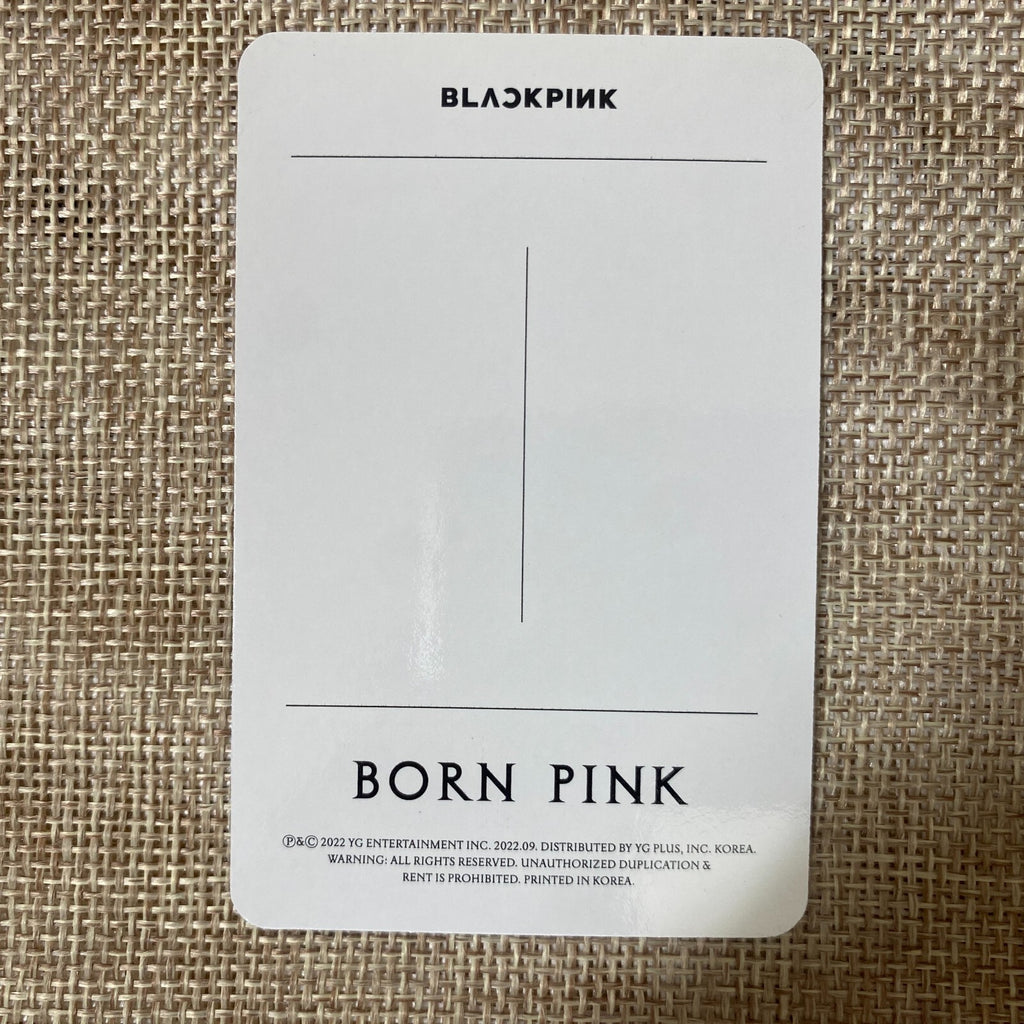 BLACKPINK
BORN PINK
Ⓟ&Ⓒ 2022 YG ENTERTAINMENT INC. 2022.09. DISTRIBUTED BY YG PLUS, INC. KOREA.
WARNING: ALL RIGHTS RESERVED. UNAUTHORIZED DUPLICATION &
RENT IS PROHIBITED. PRINTED IN KOREA.